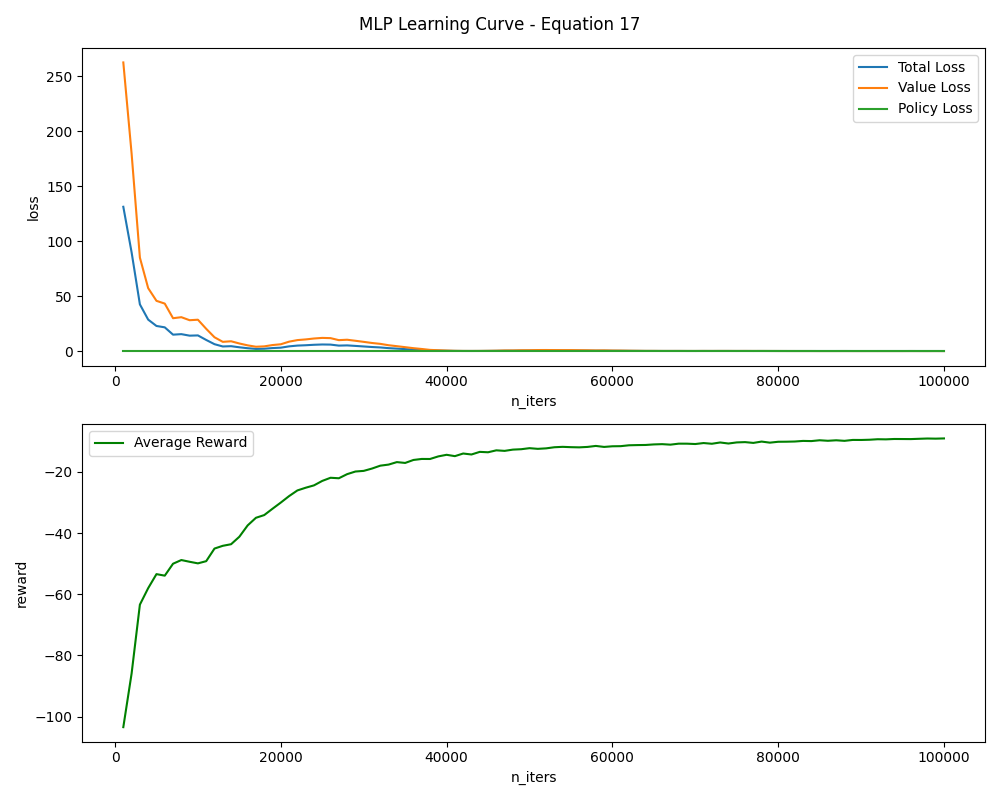 MLP Learning Curve - Equation 17
250
200
150
100
50
0
loss
Total Loss
Value Loss
Policy Loss
0 20000 40000 60000 80000 100000
n_iters
Average Reward
−20
−40
−60
−80
−100
reward
0 20000 40000 60000 80000 100000
n_iters